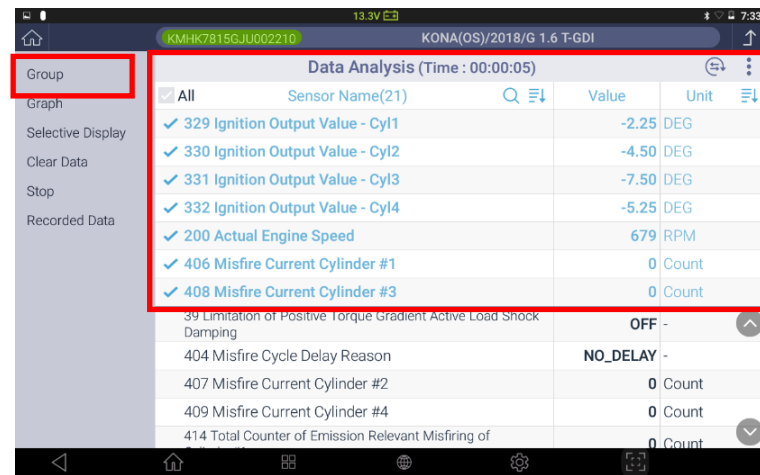 13.3V
7:33
KMHK7815GJU002210 KONA(OS)/2018/G 1.6 T-GDI
Group
Graph
Selective Display
Clear Data
Stop
Recorded Data
Data Analysis (Time : 00:00:05)
All Sensor Name(21) Value Unit
329 Ignition Output Value - Cyl1 -2.25 DEG
330 Ignition Output Value - Cyl2 -4.50 DEG
331 Ignition Output Value - Cyl3 -7.50 DEG
332 Ignition Output Value - Cyl4 -5.25 DEG
200 Actual Engine Speed 679 RPM
406 Misfire Current Cylinder #1 0 Count
408 Misfire Current Cylinder #3 0 Count
39 Limitation of Positive Torque Gradient Active Load Shock
Damping OFF -
404 Misfire Cycle Delay Reason NO_DELAY -
407 Misfire Current Cylinder #2 0 Count
409 Misfire Current Cylinder #4 0 Count
414 Total Counter of Emission Relevant Misfiring of
0 Count